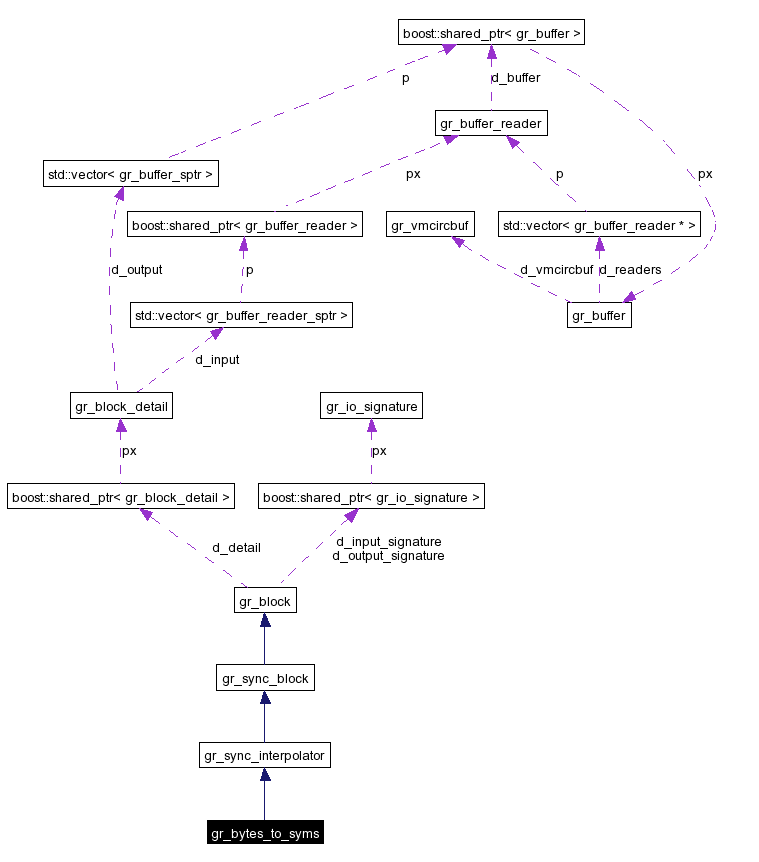 boost::shared_ptr< gr_buffer >
p
d_buffer
gr_buffer_reader
std::vector< gr_buffer_sptr >
px
p
px
boost::shared_ptr< gr_buffer_reader >
gr_vmcircbuf
std::vector< gr_buffer_reader * >
d_output
p
d_vmcircbuf
d_readers
std::vector< gr_buffer_reader_sptr >
gr_buffer
d_input
gr_block_detail
gr_io_signature
px
px
boost::shared_ptr< gr_block_detail >
boost::shared_ptr< gr_io_signature >
d_detail
d_input_signature
d_output_signature
gr_block
gr_sync_block
gr_sync_interpolator
gr_bytes_to_syms